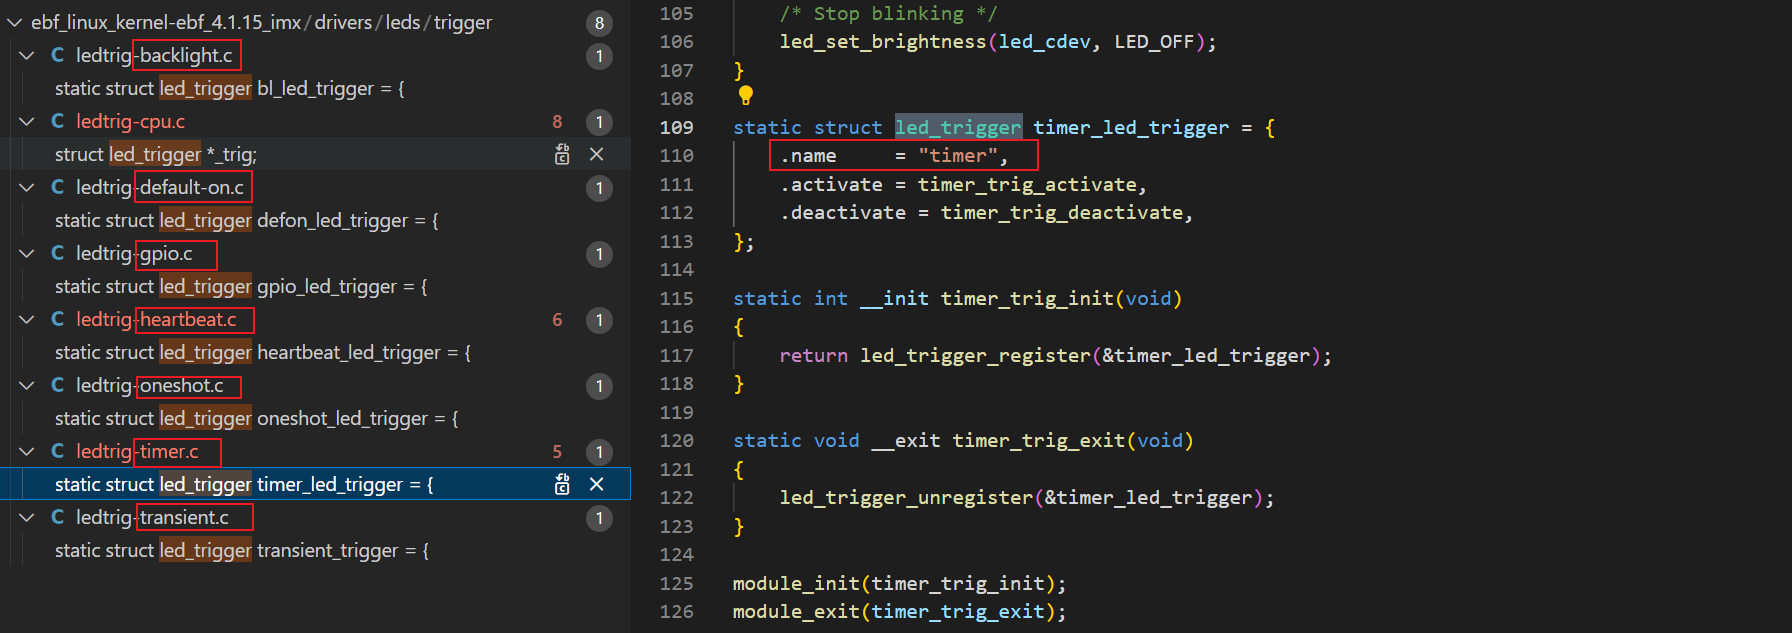 ebf_linux_kernel-ebf_4.1.15_imx/drivers/leds/trigger 8
C ledtrig-backlight.c 1
static struct led_trigger bl_led_trigger = {
C ledtrig-cpu.c 8 1
struct led_trigger *_trig;
C ledtrig-default-on.c 1
static struct led_trigger defon_led_trigger = {
C ledtrig-gpio.c 1
static struct led_trigger gpio_led_trigger = {
C ledtrig-heartbeat.c 6 1
static struct led_trigger heartbeat_led_trigger = {
C ledtrig-oneshot.c 1
static struct led_trigger oneshot_led_trigger = {
C ledtrig-timer.c 5 1
static struct led_trigger timer_led_trigger = {
C ledtrig-transient.c 1
static struct led_trigger transient_trigger = {
105 /* Stop blinking */
106 led_set_brightness(led_cdev, LED_OFF);
107 }
108
109 static struct led_trigger timer_led_trigger = {
110 .name = "timer",
111 .activate = timer_trig_activate,
112 .deactivate = timer_trig_deactivate,
113 };
114
115 static int __init timer_trig_init(void)
116 {
117 return led_trigger_register(&timer_led_trigger);
118 }
119
120 static void __exit timer_trig_exit(void)
121 {
122 led_trigger_unregister(&timer_led_trigger);
123 }
124
125 module_init(timer_trig_init);
126 module_exit(timer_trig_exit);